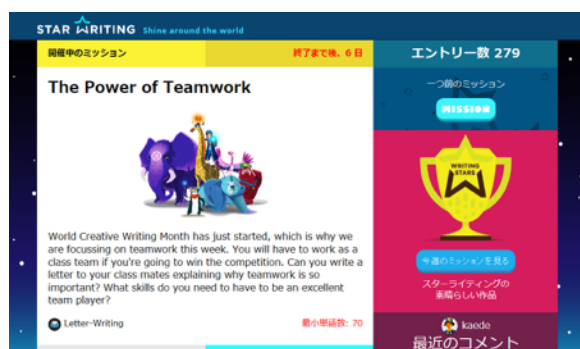 STAR WRITING Shine around the world
開催中のミッション
終了まで後、6 日
The Power of Teamwork
World Creative Writing Month has just started, which is why we
are focussing on teamwork this week. You will have to work as a
class team if you're going to win the competition. Can you write a
letter to your class mates explaining why teamwork is so
important? What skills do you need to have to be an excellent
team player?
Letter-Writing
最小単語数: 70
エントリー数 279
一つ前のミッション
MISSION
WRITING
STARS
今週のミッションを見る
スターライティングの
素晴らしい作品
kaede
最近のコメント